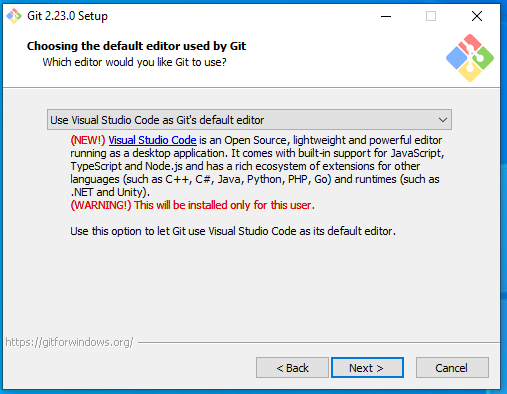 Git 2.23.0 Setup
Choosing the default editor used by Git
Which editor would you like Git to use?
Use Visual Studio Code as Git's default editor
(NEW!) Visual Studio Code is an Open Source, lightweight and powerful editor
running as a desktop application. It comes with built-in support for JavaScript,
TypeScript and Node.js and has a rich ecosystem of extensions for other
languages (such as C++, C#, Java, Python, PHP, Go) and runtimes (such as
.NET and Unity).
(WARNING!) This will be installed only for this user.
Use this option to let Git use Visual Studio Code as its default editor.
https://gitforwindows.org/
< Back
Next >
Cancel